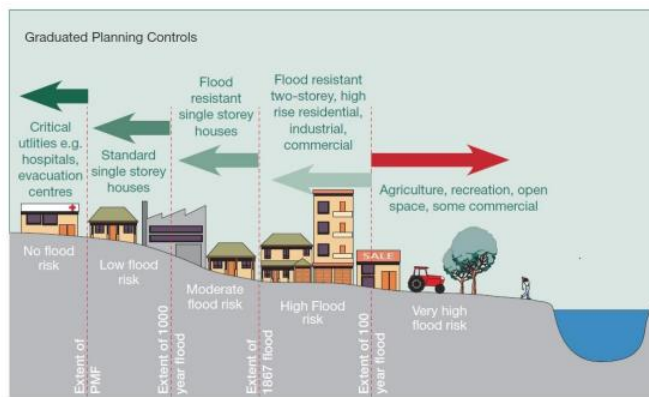 Graduated Planning Controls
Critical
utlities e.g.
hospitals,
evacuation
centres
Standard
single storey
houses
Flood
resistant
single storey
houses
Flood resistant
two-storey, high
rise residential,
industrial,
commercial
Agriculture, recreation, open
space, some commercial
SALE
No flood
risk
Low flood
risk
Moderate
flood risk
High Flood
risk
Very high
flood risk
Extent of
PMF
Extent of 1000
year flood
Extent of
1867 flood
Extent of 100
year flood